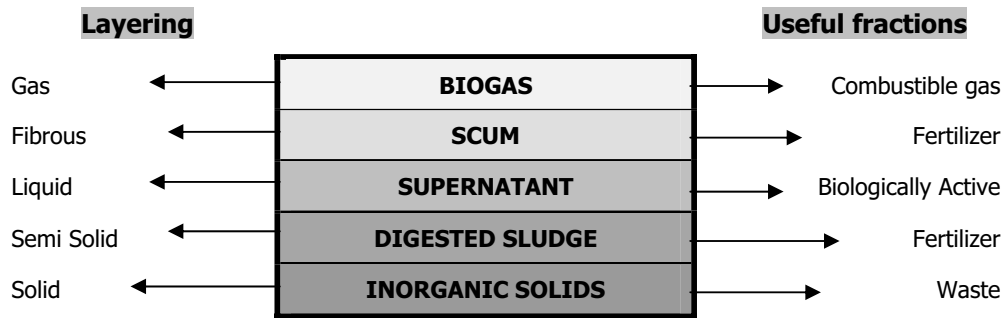 Layering Useful fractions
Gas BIOGAS Combustible gas
Fibrous SCUM Fertilizer
Liquid SUPERNATANT Biologically Active
Semi Solid DIGESTED SLUDGE Fertilizer
Solid INORGANIC SOLIDS Waste